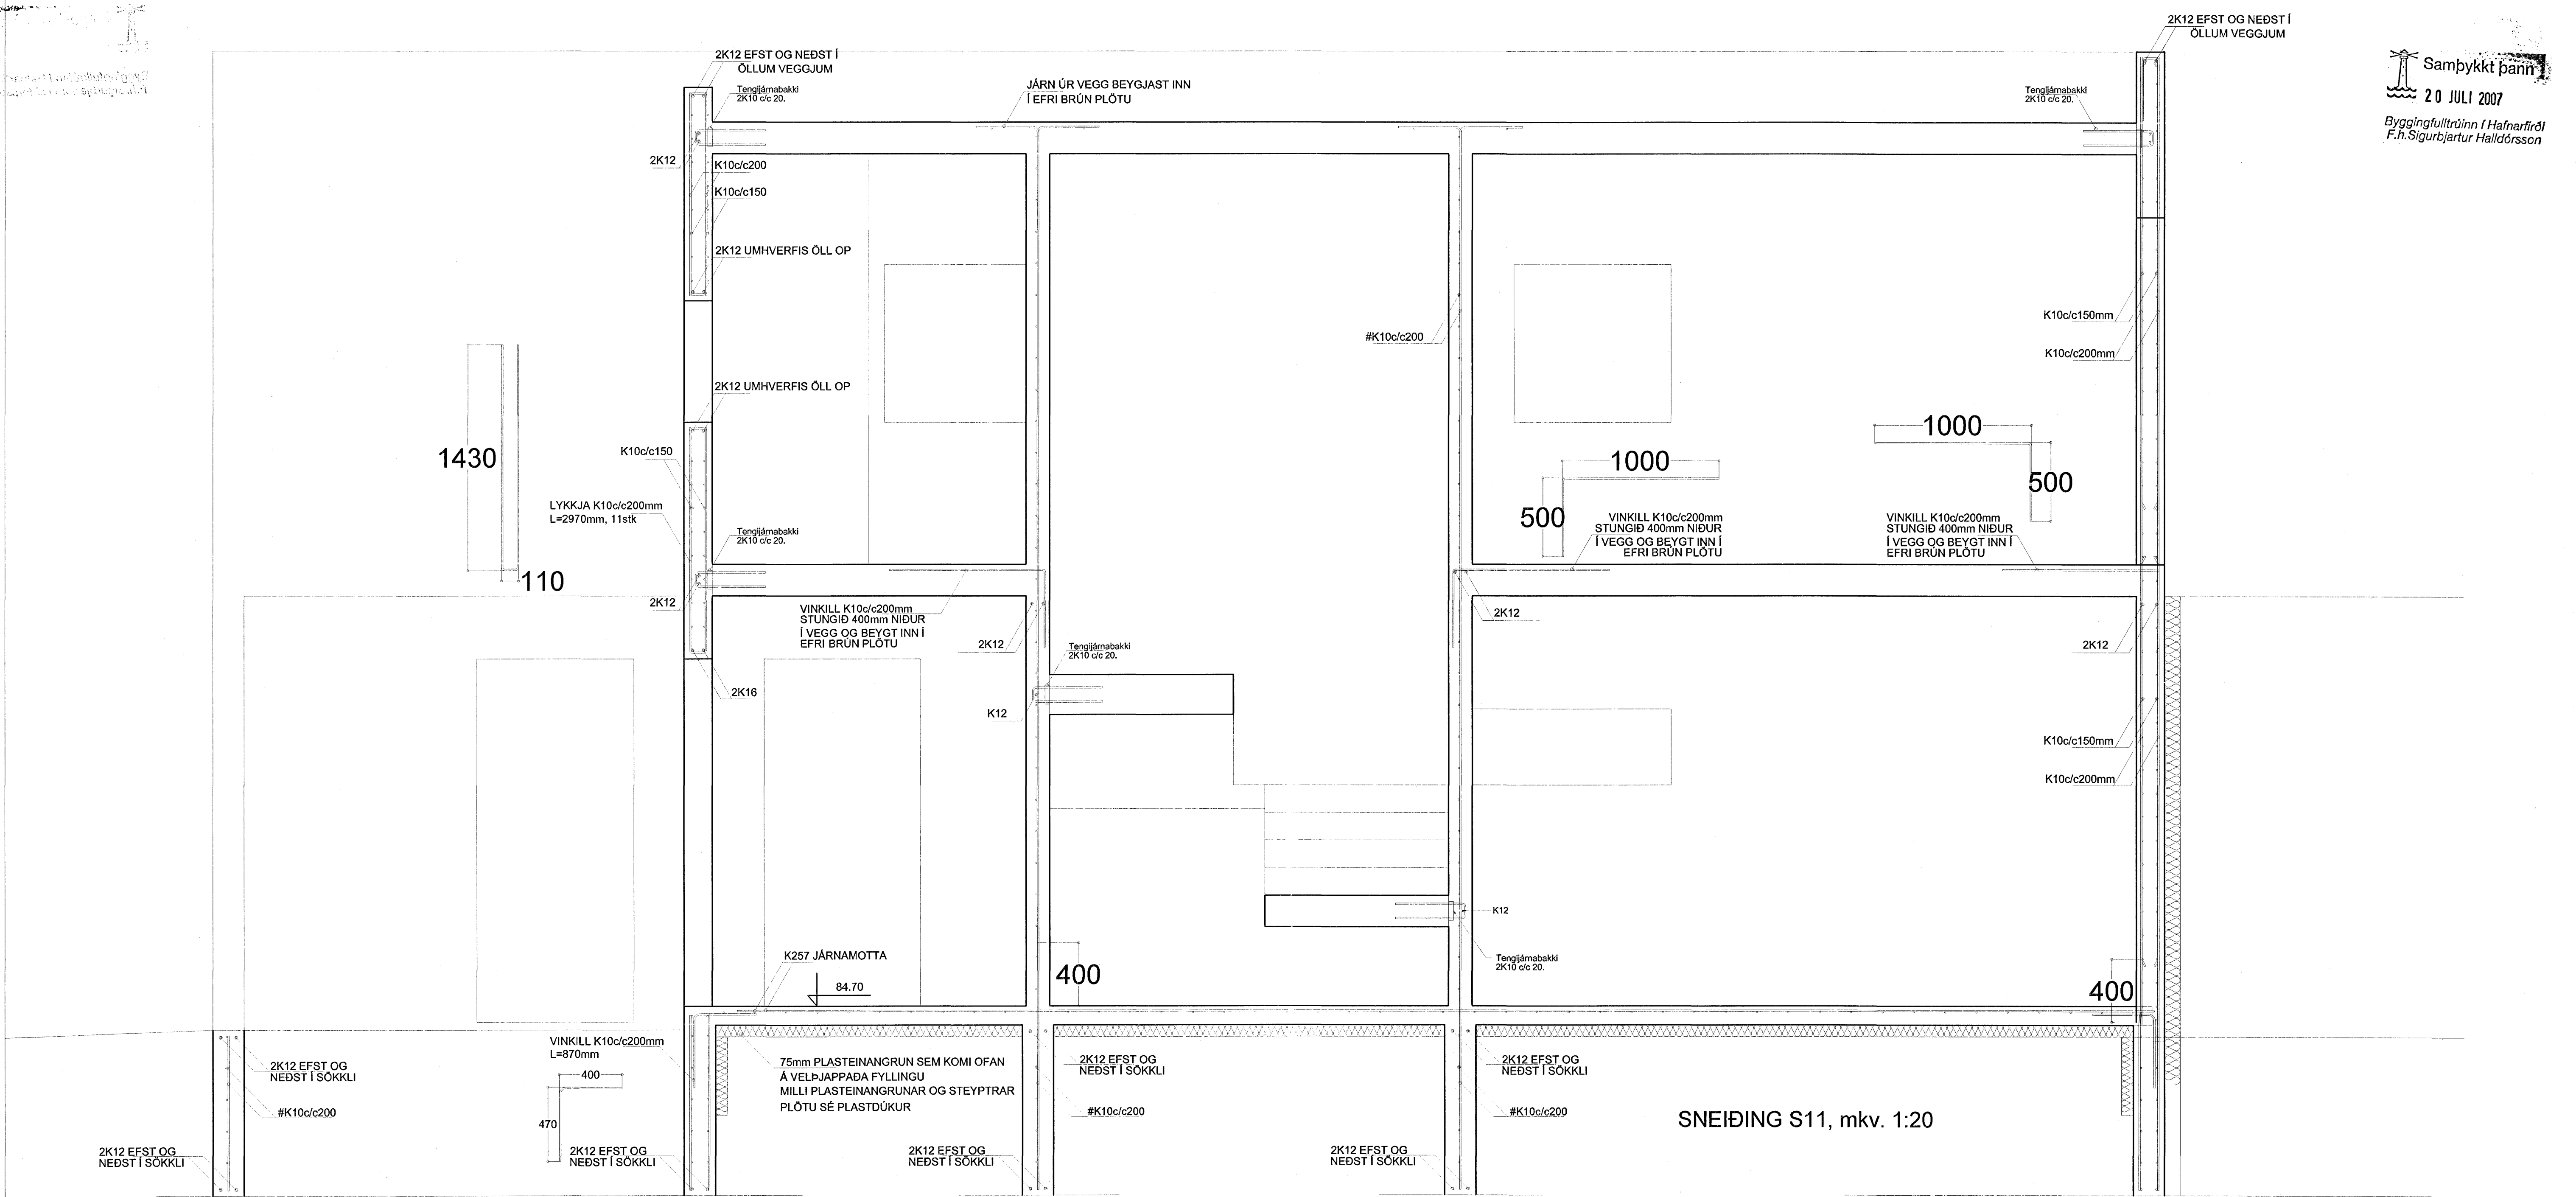 2K12 EFST OG NEÐST Í
ÖLLUM VEGGJUM
2K12 EFST OG NEÐST Í
ÖLLUM VEGGJUM
Samþykkt þann
20 JULI 2007
Byggingfulltrúinn í Hafnarfirði
F.h.Sigurbjartur Halldórsson
Tengijárnabakki
2K10 c/c 20.
JÁRN ÚR VEGG BEYGJAST INN
Í EFRI BRÚN PLÖTU
Tengijárnabakki
2K10 c/c 20.
2K12
K10c/c200
K10c/c150
2K12 UMHVERFIS ÖLL OP
#K10c/c200
K10c/c150mm
K10c/c200mm
2K12 UMHVERFIS ÖLL OP
1430
K10c/c150
1000
1000
500
500
LYKKJA K10c/c200mm
L=2970mm, 11stk
Tengijárnabakki
2K10 c/c 20.
VINKILL K10c/c200mm
STUNGIÐ 400mm NIÐUR
Í VEGG OG BEYGT INN Í
EFRI BRÚN PLÖTU
VINKILL K10c/c200mm
STUNGIÐ 400mm NIÐUR
Í VEGG OG BEYGT INN Í
EFRI BRÚN PLÖTU
110
2K12
VINKILL K10c/c200mm
STUNGIÐ 400mm NIÐUR
Í VEGG OG BEYGT INN Í
EFRI BRÚN PLÖTU
2K12
2K12
2K12
Tengijárnabakki
2K10 c/c 20.
2K16
K12
K10c/c150mm
K10c/c200mm
K12
Tengijárnabakki
2K10 c/c 20.
K257 JÁRNAMOTTA
84.70
400
400
2K12 EFST OG
NEÐST Í SÖKKLI
#K10c/c200
VINKILL K10c/c200mm
L=870mm
400
470
75mm PLASTEINANGRUN SEM KOMI OFAN
Á VELÞJAPPAÐA FYLLINGU
MILLI PLASTEINANGRUNAR OG STEYPTRAR
PLÖTU SÉ PLASTDÚKUR
2K12 EFST OG
NEÐST Í SÖKKLI
#K10c/c200
2K12 EFST OG
NEÐST Í SÖKKLI
#K10c/c200
SNEIÐING S11, mkv. 1:20
2K12 EFST OG
NEÐST Í SÖKKLI
2K12 EFST OG
NEÐST Í SÖKKLI
2K12 EFST OG
NEÐST Í SÖKKLI
2K12 EFST OG
NEÐST Í SÖKKLI